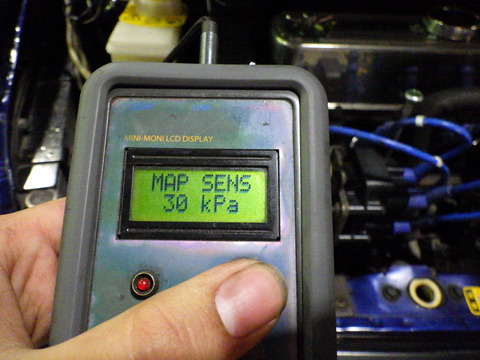 MINI-MONI LCD DISPLAY
MAP SENS
30 kPa